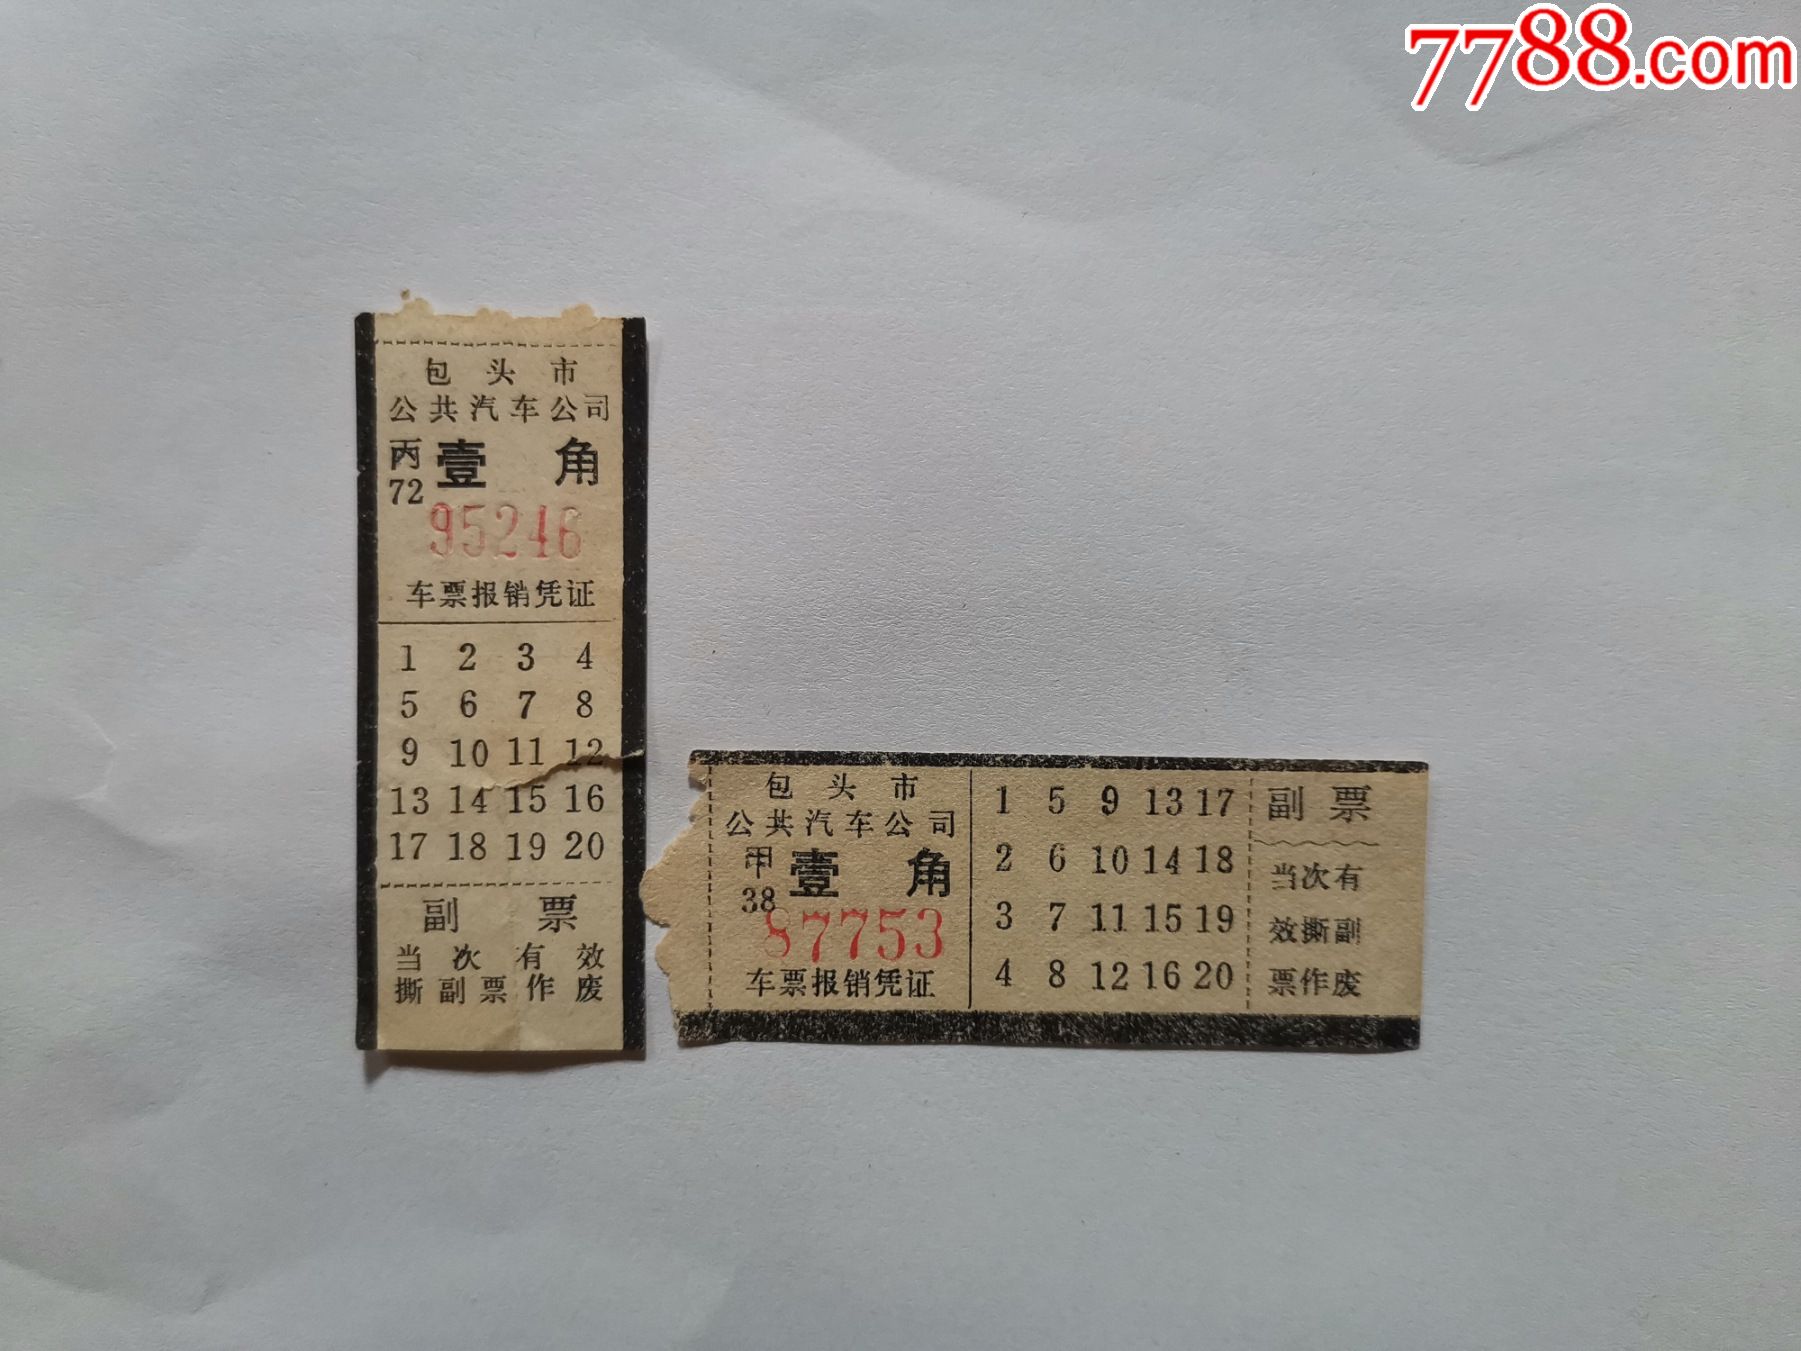 7788.com
包头市
公共汽车公司
丙 壹角
72
95246
车票报销凭证
1 2 3 4
5 6 7 8
9 10 11 12
13 14 15 16
17 18 19 20
副票
当次有效
撕副票作废
包头市
公共汽车公司
甲 壹角
38
87753
车票报销凭证
1 5 9 13 17
2 6 10 14 18
3 7 11 15 19
4 8 12 16 20
副票
当次有
效撕副
票作废